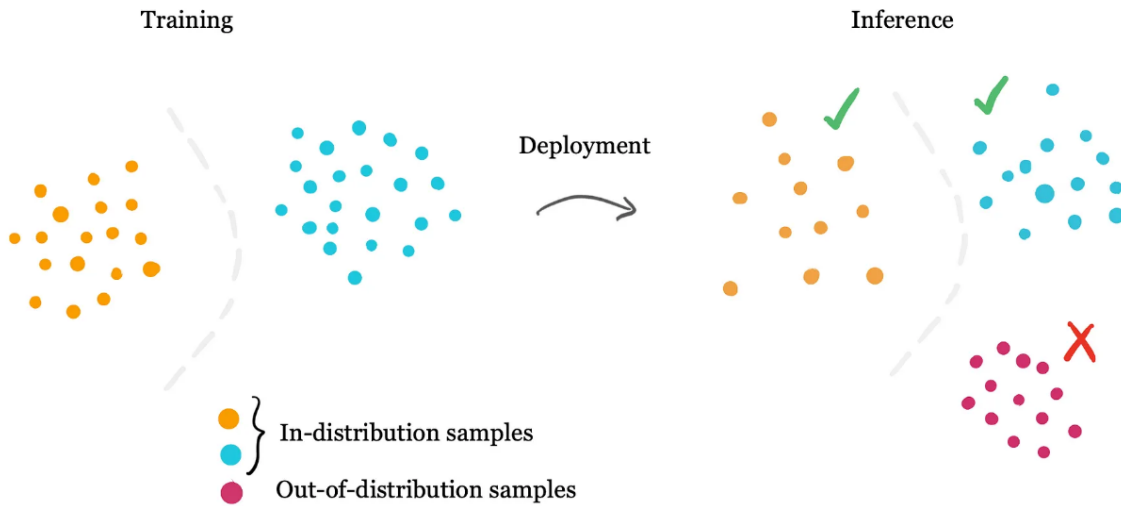 Training
Inference
Deployment
In-distribution samples
Out-of-distribution samples